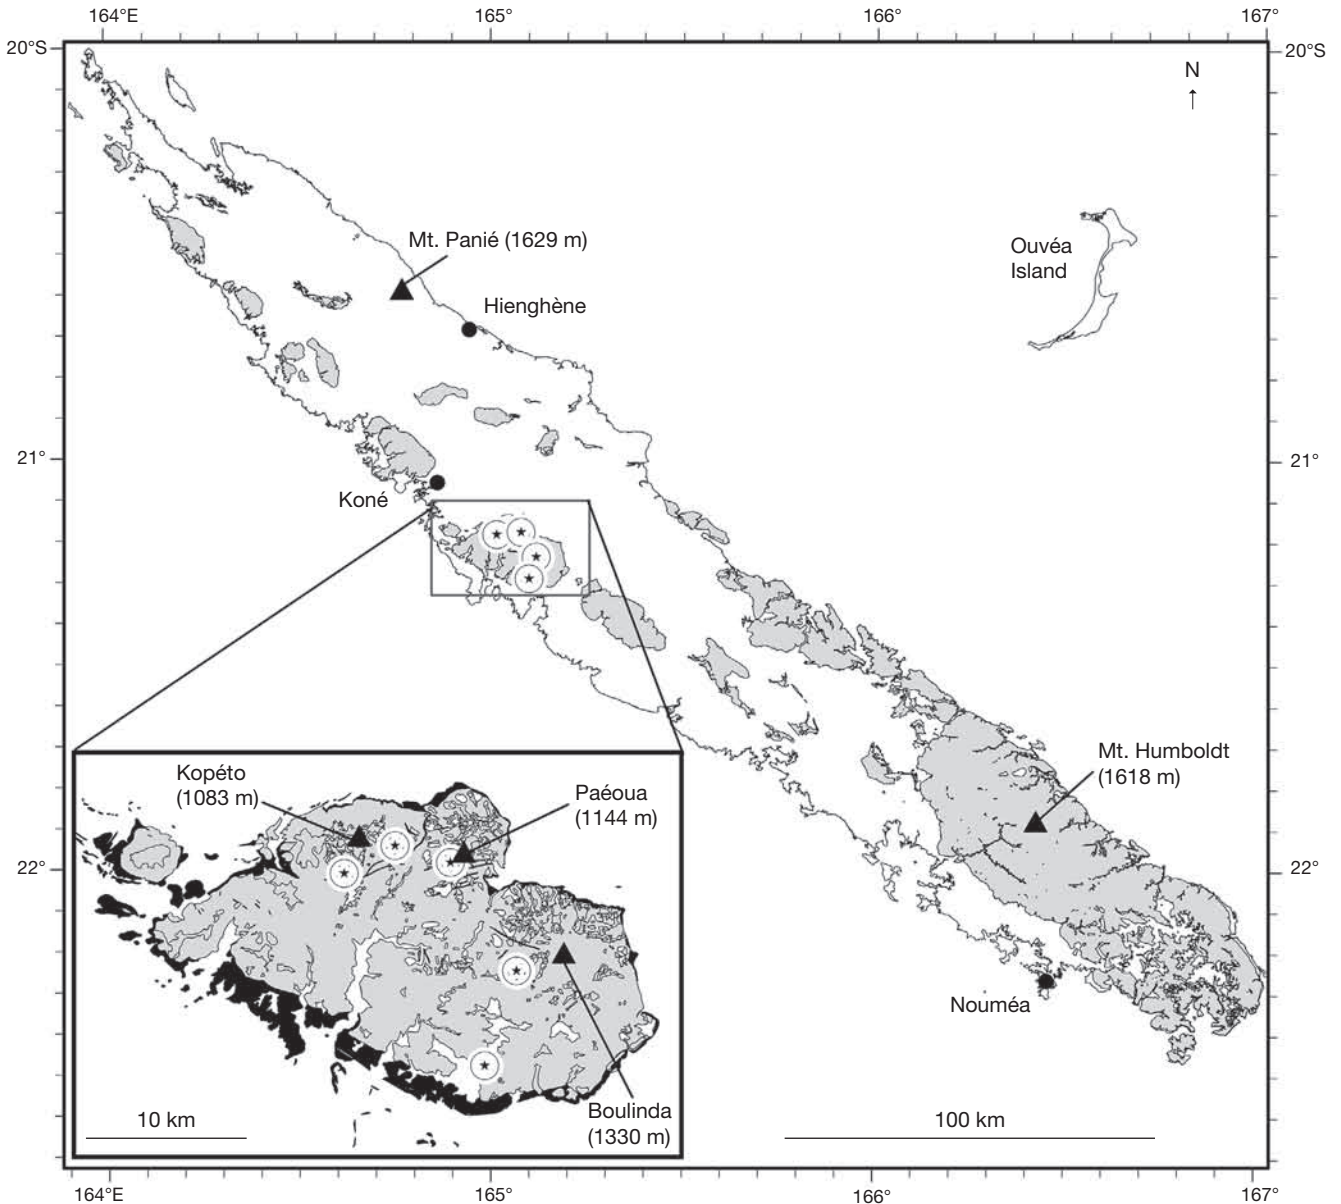 164°E 165° 166° 167°
20°S 20°S
N
↑
Mt. Panié (1629 m)
Ouvéa
Island
Hienghène
21° 21°
Koné
Mt. Humboldt
(1618 m)
Kopéto
(1083 m)
Paéoua
(1144 m)
22° 22°
Nouméa
Boulinda
(1330 m)
10 km
100 km
164°E 165° 166° 167°